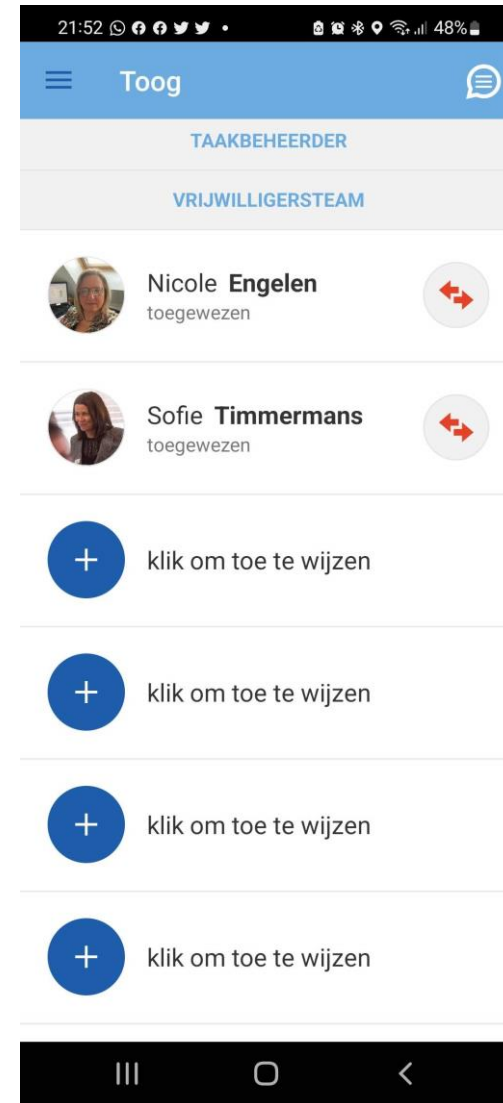 21:52 48%
Toog
TAAKBEHEERDER
VRIJWILLIGERSTEAM
Nicole Engelen
toegewezen
Sofie Timmermans
toegewezen
klik om toe te wijzen
klik om toe te wijzen
klik om toe te wijzen
klik om toe te wijzen